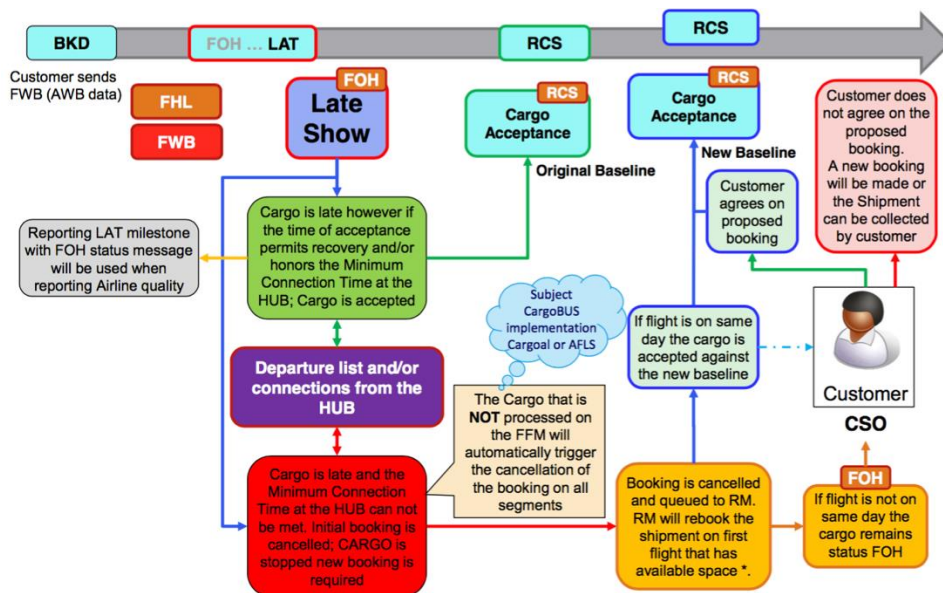 BKD
FOH ... LAT
RCS
RCS
Customer sends
FWB (AWB data)
FHL
FWB
FOH
Late
Show
RCS
Cargo
Acceptance
Original Baseline
RCS
Cargo
Acceptance
New Baseline
Customer does
not agree on the
proposed
booking.
A new booking
will be made or
the Shipment
can be collected
by customer
Customer
agrees on
proposed
booking
Reporting LAT milestone
with FOH status message
will be used when
reporting Airline quality
Cargo is late however if
the time of acceptance
permits recovery and/or
honors the Minimum
Connection Time at the
HUB; Cargo is accepted
Subject
CargoBUS
implementation
Cargoal or AFLS
If flight is on same
day the cargo is
accepted against
the new baseline
Customer
CSO
Departure list and/or
connections from the
HUB
The Cargo that is
NOT processed on
the FFM will
automatically trigger
the cancellation of
the booking on all
segments
Cargo is late and the
Minimum Connection
Time at the HUB can not
be met. Initial booking is
cancelled; CARGO is
stopped new booking is
required
Booking is cancelled
and queued to RM.
RM will rebook the
shipment on first
flight that has
available space *.
FOH
If flight is not on
same day the
cargo remains
status FOH